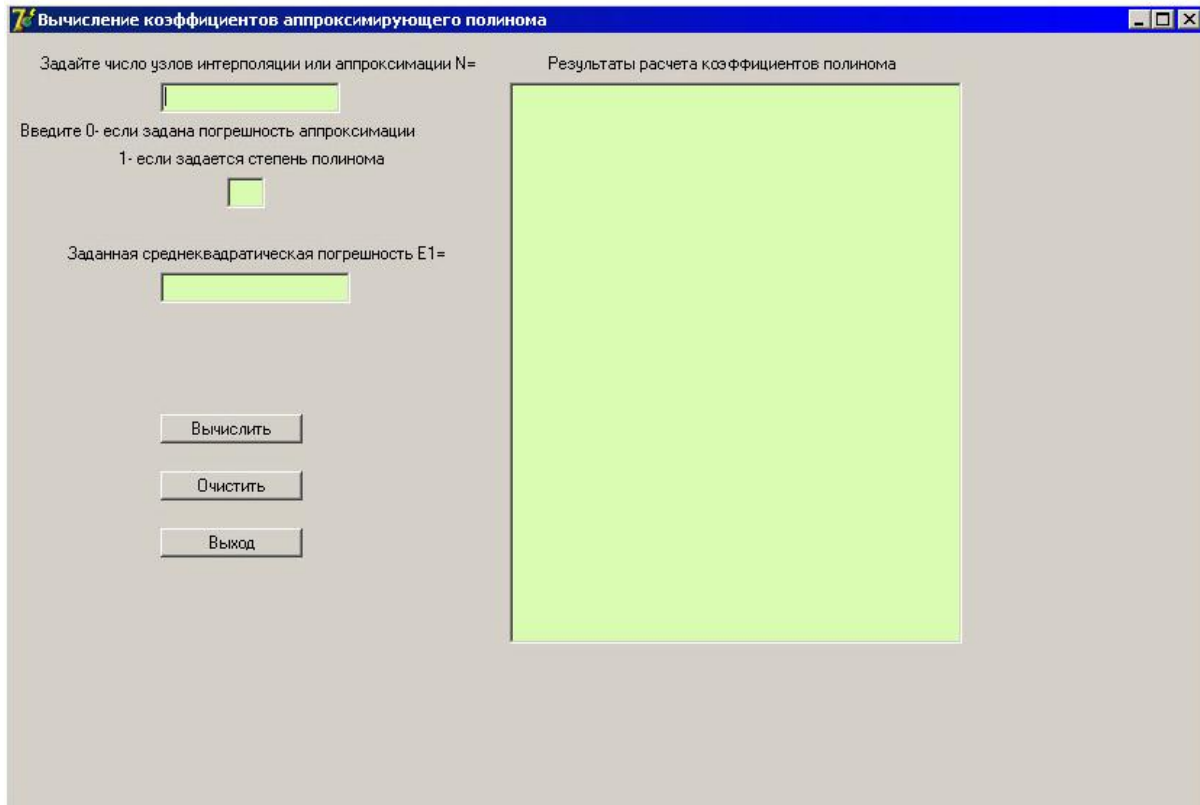 Вычисление коэффициентов аппроксимирующего полинома
Задайте число узлов интерполяции или аппроксимации N=
Результаты расчета коэффициентов полинома
Введите 0- если задана погрешность аппроксимации
1- если задается степень полинома
Заданная среднеквадратическая погрешность E1=
Вычислить
Очистить
Выход